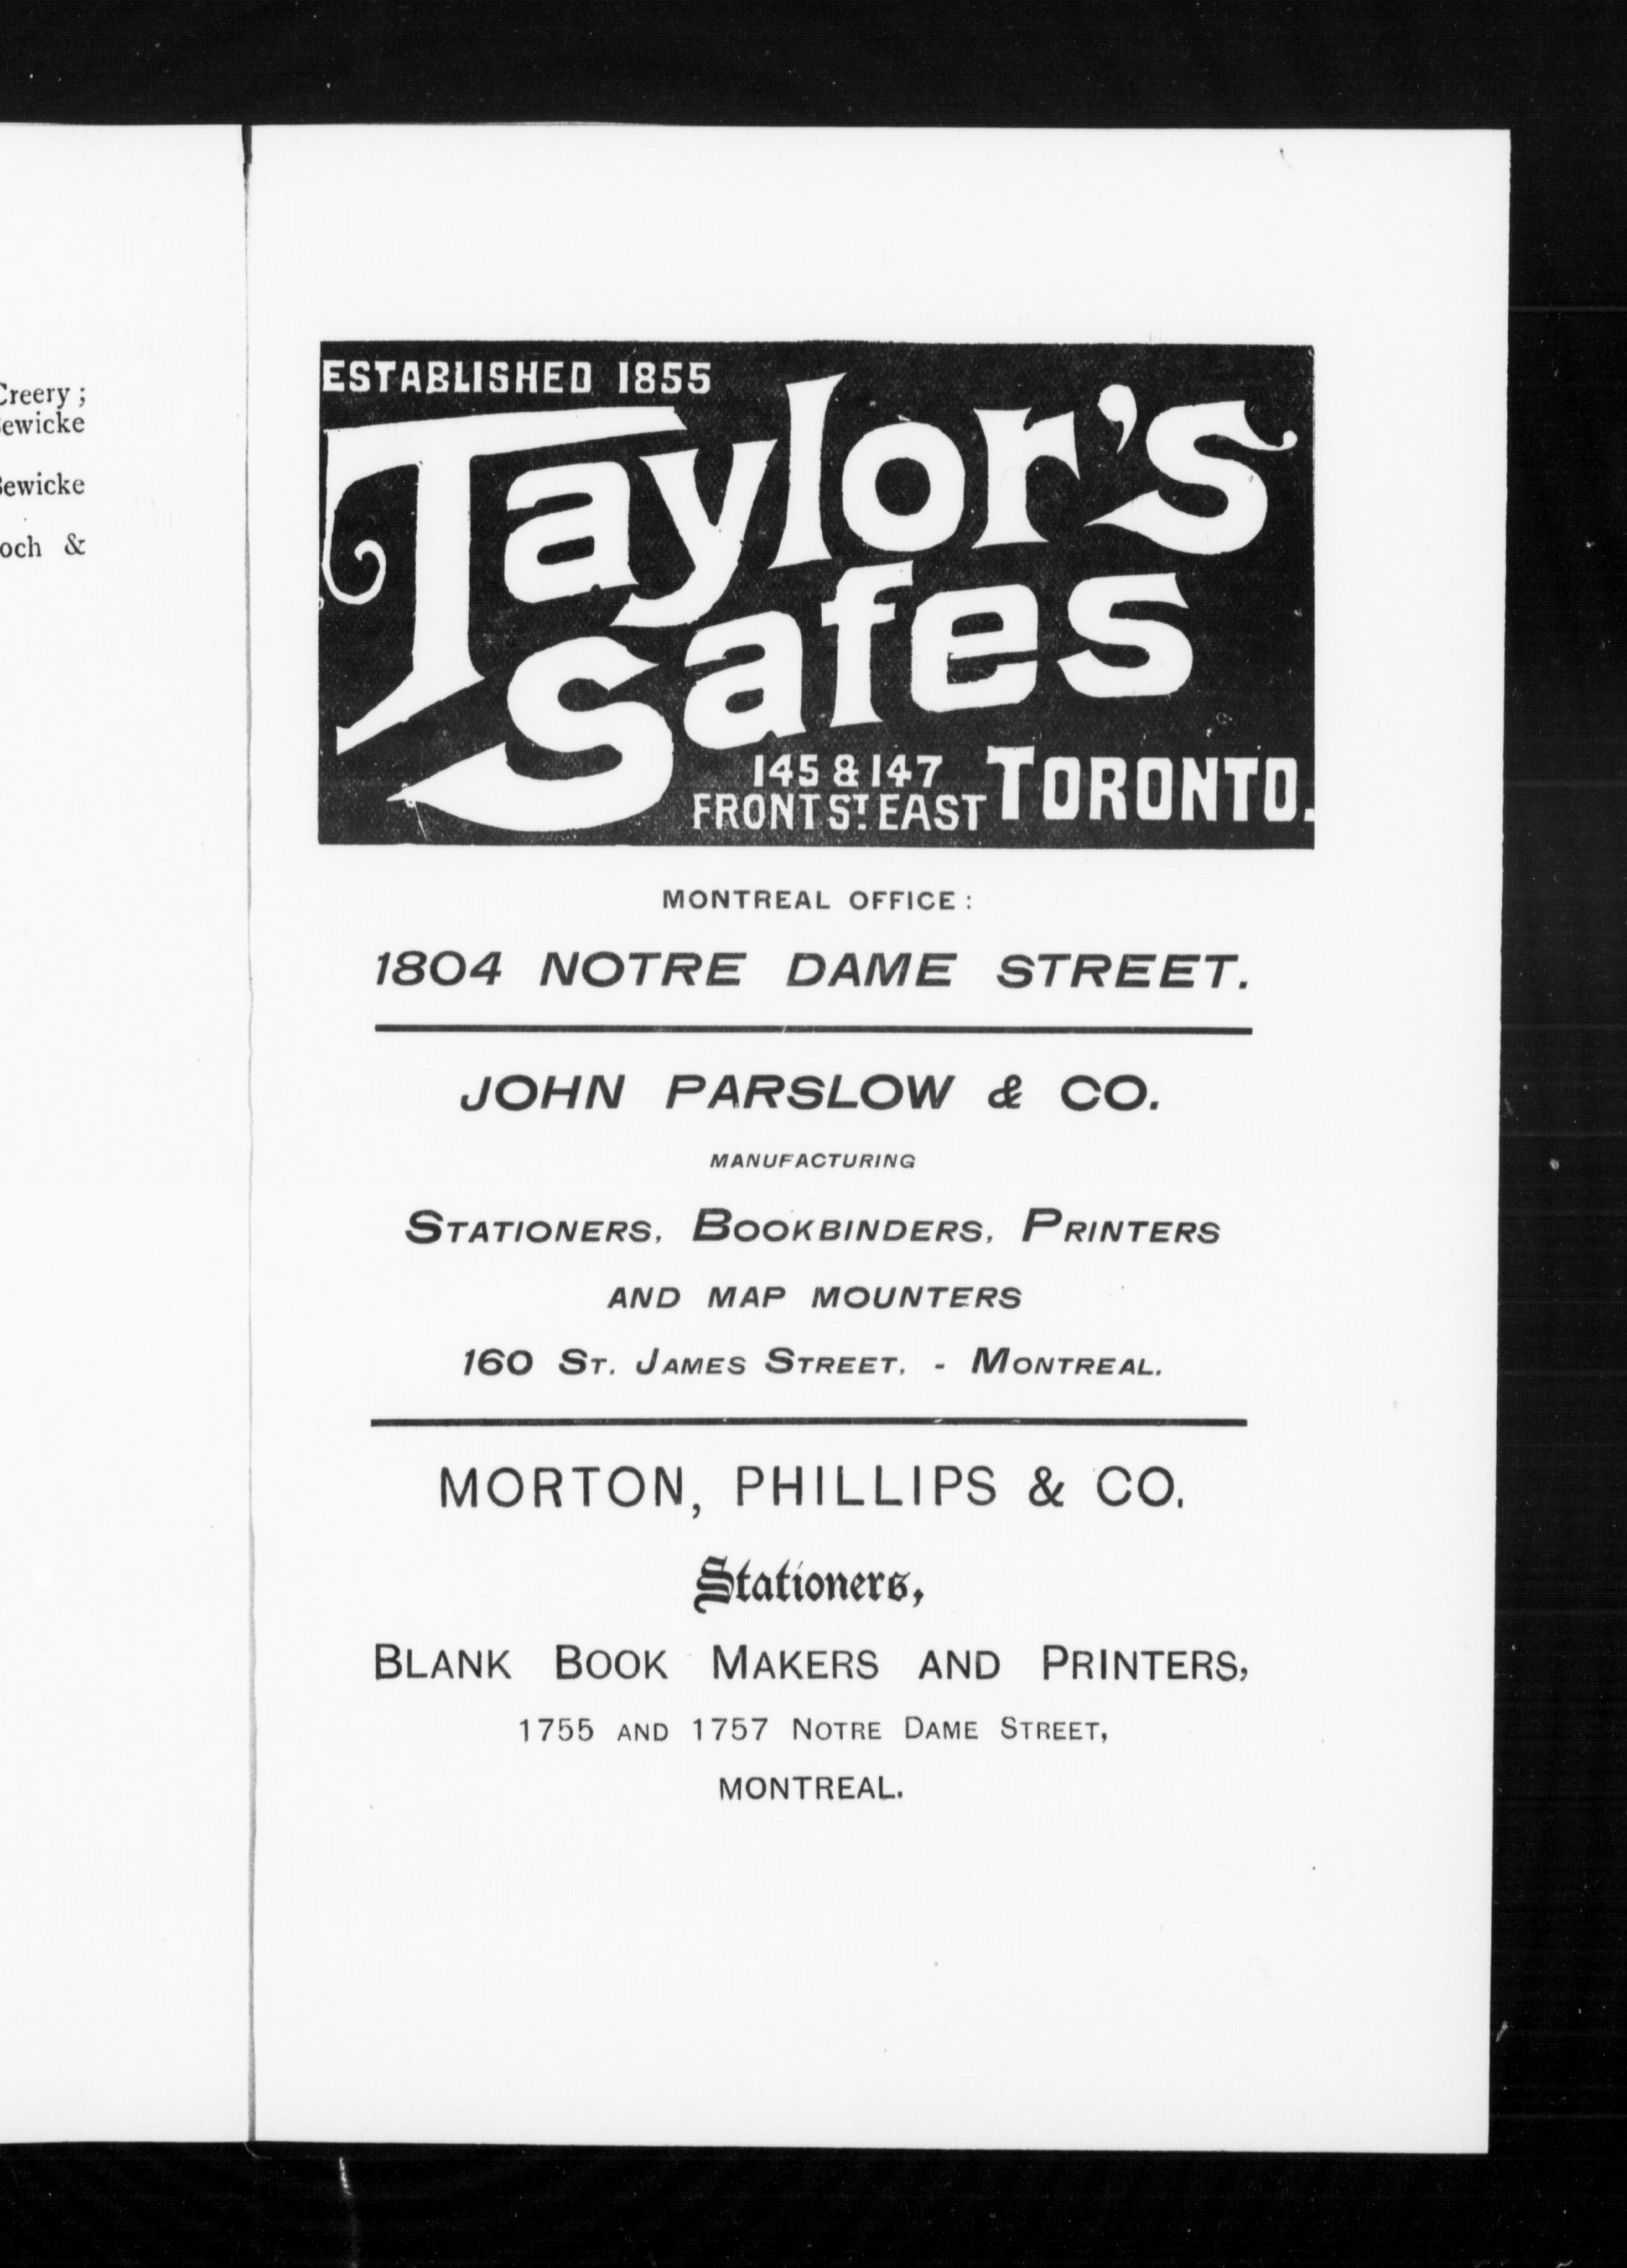 Creery ;
ewicke
ewicke
och &
ESTABLISHED 1855
Taylor's
Safes
145 & 147
FRONT ST. EAST TORONTO.
MONTREAL OFFICE :
1804 NOTRE DAME STREET.
JOHN PARSLOW & CO.
MANUFACTURING
STATIONERS, BOOKBINDERS, PRINTERS
AND MAP MOUNTERS
160 ST. JAMES STREET, - MONTREAL.
MORTON, PHILLIPS & CO.
Stationers,
BLANK BOOK MAKERS AND PRINTERS,
1755 AND 1757 NOTRE DAME STREET,
MONTREAL.